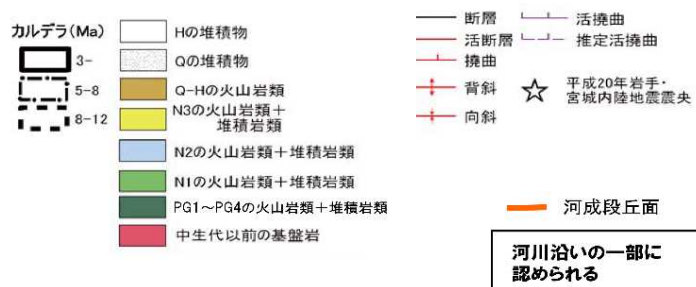 カルデラ(Ma)
3-
5-8
8-12
Hの堆積物
Qの堆積物
Q-Hの火山岩類
N3の火山岩類＋
堆積岩類
N2の火山岩類＋堆積岩類
N1の火山岩類＋堆積岩類
PG1～PG4の火山岩類＋堆積岩類
中生代以前の基盤岩
断層
活断層
撓曲
背斜
向斜
活撓曲
推定活撓曲
平成20年岩手・
宮城内陸地震震央
河成段丘面
河川沿いの一部に
認められる